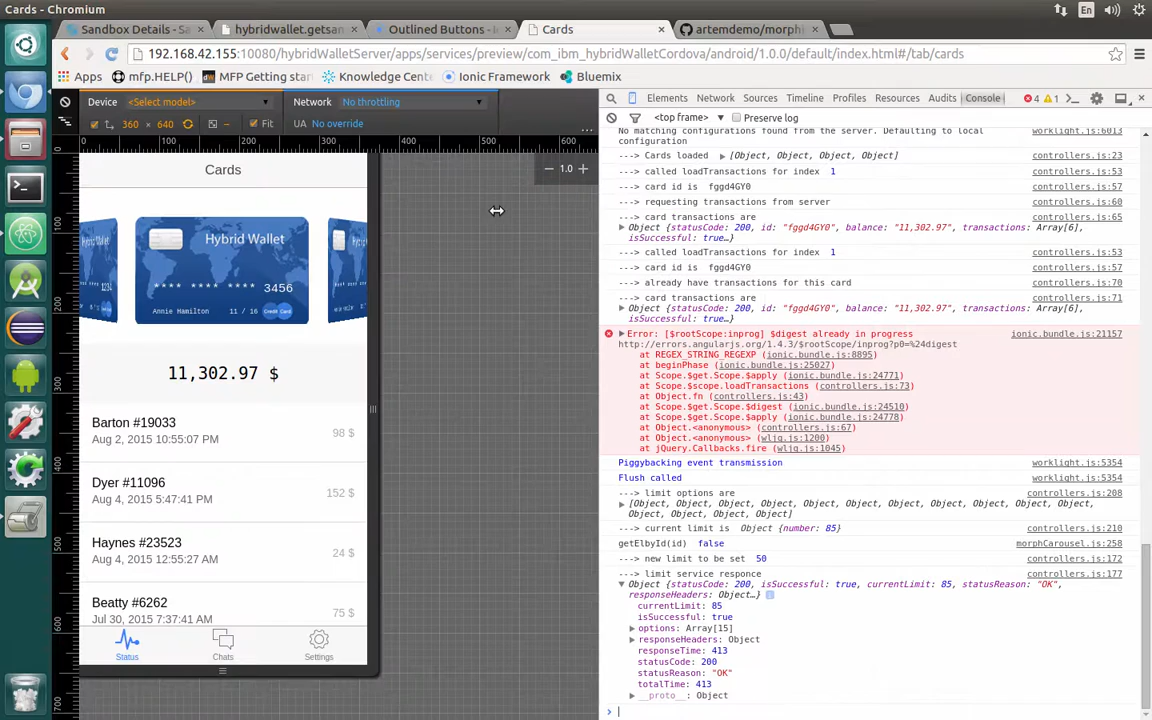 Cards - Chromium
En
Sandbox Details - Sa
hybridwallet.getsan
Outlined Buttons -
Cards
artemdemo/morphi
192.168.42.155:10080/hybridWalletServer/apps/services/preview/com_ibm_hybridWalletCordova/android/1.0.0/default/index.html#/tab/cards
Apps mfp.HELP() MFP Getting star Knowledge Cente Ionic Framework Bluemix
Device <Select model> Network No throttling
360 x 640 Fit UA No override
Elements Network Sources Timeline Profiles Resources Audits Console 4 1
<top frame> Preserve log
0 100 200 300 400 500 600
1.0
0 100 200 300 400 500 600 700
Cards
Hybrid Wallet
**** **** **** 3456
Annie Hamilton 11 / 16 Credit Card
11,302.97 $
Barton #19033
Aug 2, 2015 10:55:07 PM 98 $
Dyer #11096
Aug 4, 2015 5:47:41 PM 152 $
Haynes #23523
Aug 4, 2015 12:55:27 AM 24 $
Beatty #6262
Jul 30, 2015 7:37:41 AM 75 $
Status Chats Settings
No matching configurations found from the server. Defaulting to local worklight.js:6013
configuration
---> Cards loaded [Object, Object, Object, Object] controllers.js:23
---> called loadTransactions for index 1 controllers.js:53
---> card id is fggd4GY0 controllers.js:57
---> requesting transactions from server controllers.js:60
---> card transactions are controllers.js:65
Object {statusCode: 200, id: "fggd4GY0", balance: "11,302.97", transactions: Array[6],
isSuccessful: true…}
---> called loadTransactions for index 1 controllers.js:53
---> card id is fggd4GY0 controllers.js:57
---> already have transactions for this card controllers.js:70
---> card transactions are controllers.js:71
Object {statusCode: 200, id: "fggd4GY0", balance: "11,302.97", transactions: Array[6],
isSuccessful: true…}
Error: [$rootScope:inprog] $digest already in progress ionic.bundle.js:21157
http://errors.angularjs.org/1.4.3/$rootScope/inprog?p0=%24digest
at REGEX_STRING_REGEXP (ionic.bundle.js:8895)
at beginPhase (ionic.bundle.js:25027)
at Scope.$get.Scope.$apply (ionic.bundle.js:24771)
at Scope.$scope.loadTransactions (controllers.js:73)
at Object.fn (controllers.js:43)
at Scope.$get.Scope.$digest (ionic.bundle.js:24510)
at Scope.$get.Scope.$apply (ionic.bundle.js:24778)
at Object.<anonymous> (controllers.js:67)
at Object.<anonymous> (wljq.js:1200)
at jQuery.Callbacks.fire (wljq.js:1045)
Piggybacking event transmission worklight.js:5354
Flush called worklight.js:5354
---> limit options are controllers.js:208
[Object, Object, Object, Object, Object, Object, Object, Object, Object, Object,
Object, Object, Object, Object, Object]
---> current limit is Object {number: 85} controllers.js:210
getElbyId(id) false morphCarousel.js:258
---> new limit to be set 50 controllers.js:172
---> limit service responce controllers.js:177
Object {statusCode: 200, isSuccessful: true, currentLimit: 85, statusReason: "OK",
responseHeaders: Object…}
currentLimit: 85
isSuccessful: true
options: Array[15]
responseHeaders: Object
responseTime: 413
statusCode: 200
statusReason: "OK"
totalTime: 413
__proto__: Object